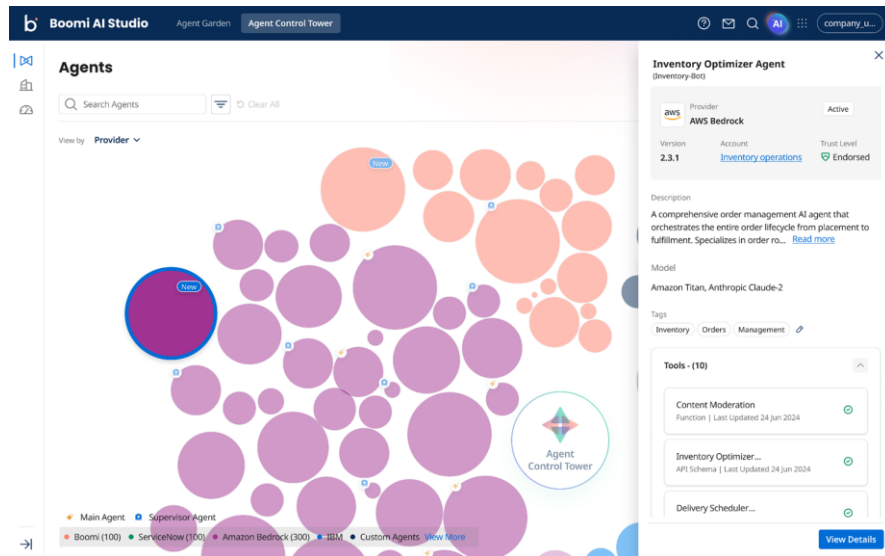 b Boomi AI Studio Agent Garden Agent Control Tower AI company_u...
Agents
Search Agents Clear All
View by Provider
New
New
Agent
Control Tower
Main Agent Supervisor Agent
Boomi (100) ServiceNow (100) Amazon Bedrock (300) IBM Custom Agents View More
Inventory Optimizer Agent
(Inventory-Bot)
aws Provider Active
AWS Bedrock
Version Account Trust Level
2.3.1 Inventory operations Endorsed
Description
A comprehensive order management AI agent that
orchestrates the entire order lifecycle from placement to
fulfillment. Specializes in order ro... Read more
Model
Amazon Titan, Anthropic Claude-2
Tags
Inventory Orders Management
Tools - (10)
Content Moderation
Function | Last Updated 24 Jun 2024
Inventory Optimizer...
API Schema | Last Updated 24 Jun 2024
Delivery Scheduler...
View Details